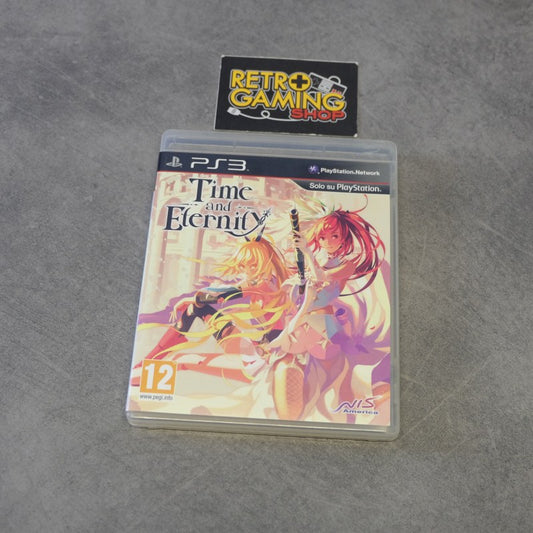 RETRO
GAMING
SHOP
PS3
PlayStation.Network
Solo su PlayStation.
Time
and
Eternity
12
www.pegi.info
NIS
America